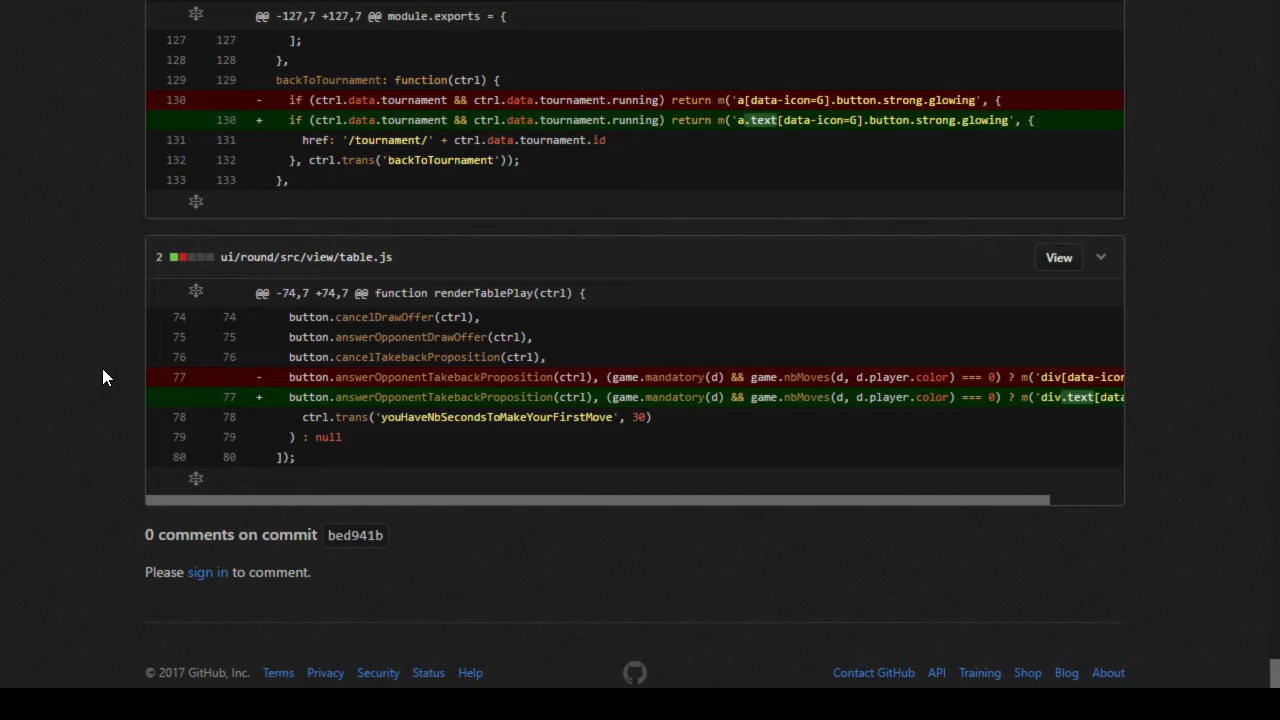 @@ -127,7 +127,7 @@ module.exports = {
127 127 ];
128 128 },
129 129 backToTournament: function(ctrl) {
130 - if (ctrl.data.tournament && ctrl.data.tournament.running) return m('a[data-icon=G].button.strong.glowing', {
130 + if (ctrl.data.tournament && ctrl.data.tournament.running) return m('a.text[data-icon=G].button.strong.glowing', {
131 131 href: '/tournament/' + ctrl.data.tournament.id
132 132 }, ctrl.trans('backToTournament'));
133 133 },
2 ui/round/src/view/table.js View
@@ -74,7 +74,7 @@ function renderTablePlay(ctrl) {
74 74 button.cancelDrawOffer(ctrl),
75 75 button.answerOpponentDrawOffer(ctrl),
76 76 button.cancelTakebackProposition(ctrl),
77 - button.answerOpponentTakebackProposition(ctrl), (game.mandatory(d) && game.nbMoves(d, d.player.color) === 0) ? m('div[data-icon
77 + button.answerOpponentTakebackProposition(ctrl), (game.mandatory(d) && game.nbMoves(d, d.player.color) === 0) ? m('div.text[data
78 78 ctrl.trans('youHaveNbSecondsToMakeYourFirstMove', 30)
79 79 ) : null
80 80 ]);
0 comments on commit bed941b
Please sign in to comment.
© 2017 GitHub, Inc. Terms Privacy Security Status Help Contact GitHub API Training Shop Blog About